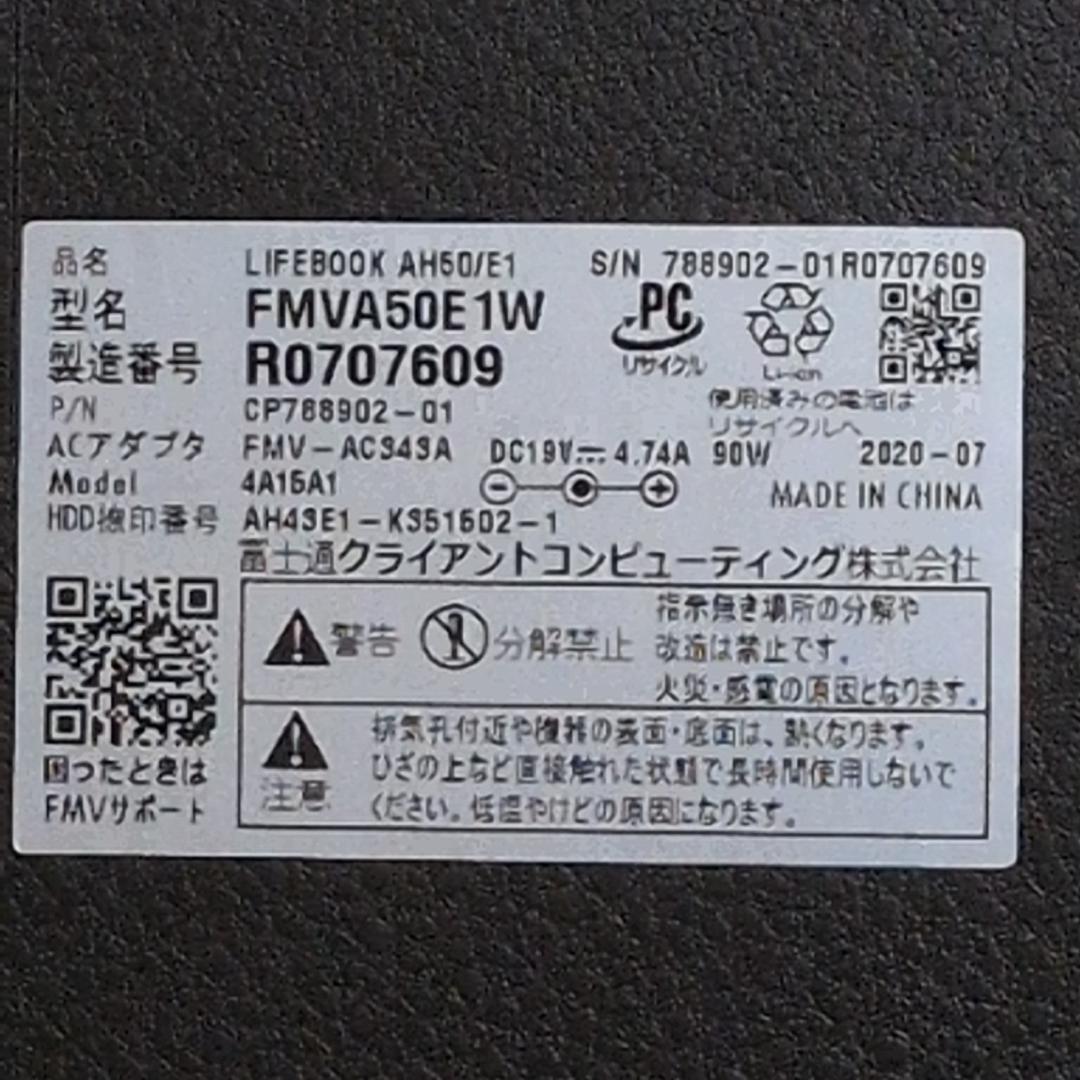 品名 LIFEBOOK AH50/E1 S/N 788902-01R0707609
型名 FMVA50E1W
製造番号 R0707609
PC
リサイクル
Li-ion
使用済みの電池は
リサイクルへ
P/N CP788902-01
ACアダプタ FMV-AC343A DC19V 4.74A 90W 2020-07
Model 4A15A1
MADE IN CHINA
HDD捺印番号 AH43E1-K351602-1
富士通クライアントコンピューティング株式会社
警告 分解禁止
指示無き場所の分解や
改造は禁止です。
火災・感電の原因となります。
注意
排気孔付近や機器の表面・底面は、熱くなります。
ひざの上など直接触れた状態で長時間使用しないで
ください。低温やけどの原因になります。
困ったときは
FMVサポート